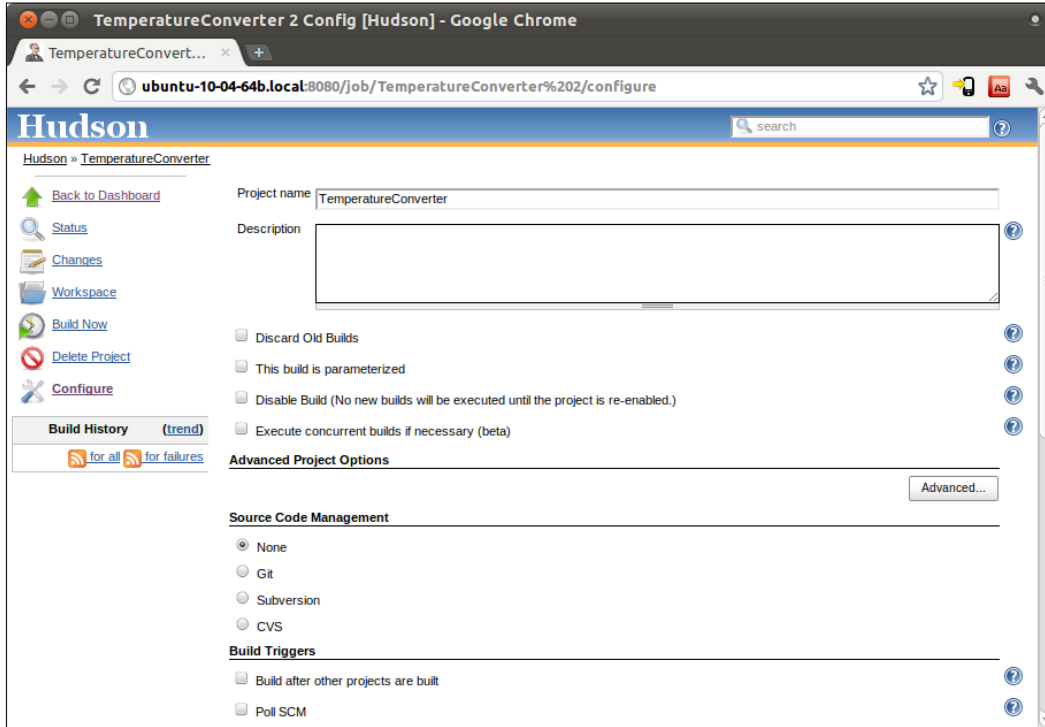 TemperatureConverter 2 Config [Hudson] - Google Chrome
TemperatureConvert...
ubuntu-10-04-64b.local:8080/job/TemperatureConverter%202/configure
Aa
Hudson
search
Hudson » TemperatureConverter
Back to Dashboard
Status
Changes
Workspace
Build Now
Delete Project
Configure
Build History (trend)
for all for failures
Project name TemperatureConverter
Description
Discard Old Builds
This build is parameterized
Disable Build (No new builds will be executed until the project is re-enabled.)
Execute concurrent builds if necessary (beta)
Advanced Project Options
Advanced...
Source Code Management
None
Git
Subversion
CVS
Build Triggers
Build after other projects are built
Poll SCM